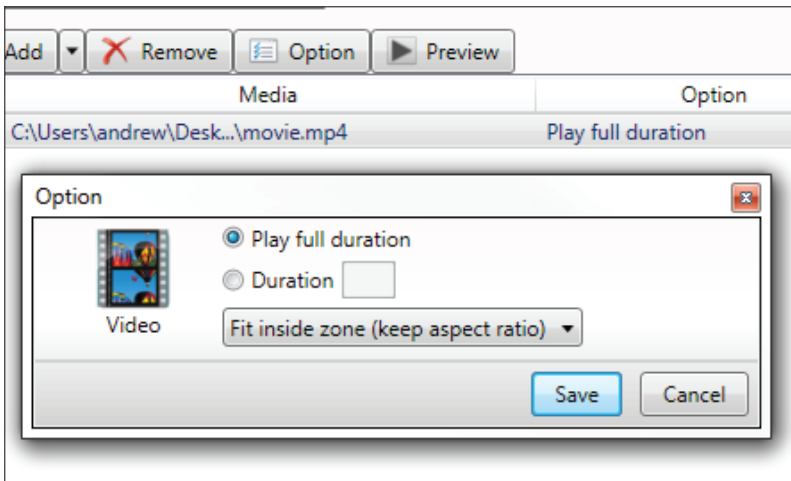 Add Remove Option Preview
Media Option
C:\Users\andrew\Desk...\movie.mp4 Play full duration
Option
Play full duration
Duration
Video
Fit inside zone (keep aspect ratio)
Save Cancel